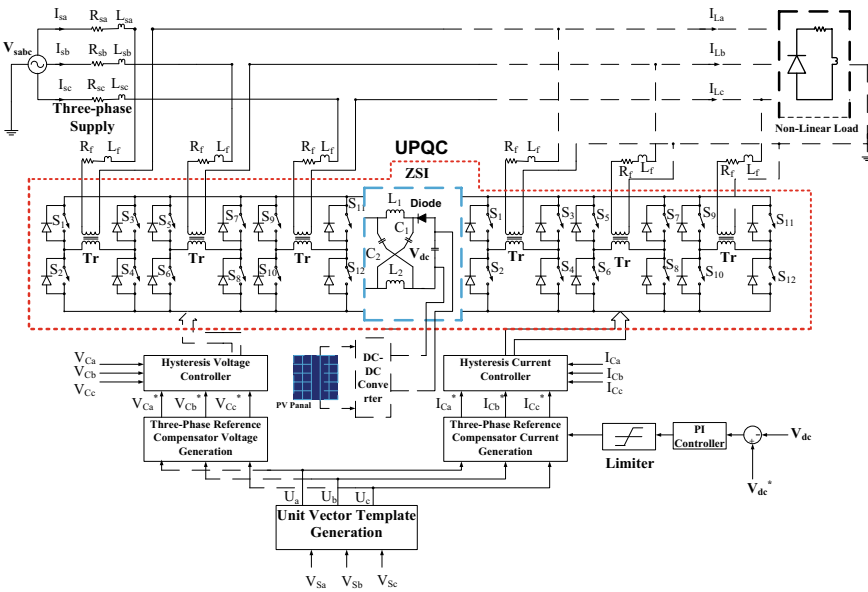 Isa Rsa Lsa
Vsabc
Isb Rsb Lsb
Isc Rsc Lsc
Three-phase
Supply
ILa
ILb
ILc
Non-Linear Load
Rf Lf
Rf Lf
Rf Lf
UPQC
ZSI
Rf Lf
Rf Lf
Rf Lf
S1 S3 S5 S7 S9 S11
S2 S4 S6 S8 S10 S12
Tr Tr Tr
L1 Diode
C1
C2 Vdc
L2
S1 S3 S5 S7 S9 S11
S2 S4 S6 S8 S10 S12
Tr Tr Tr
VCa
VCb
VCc
Hysteresis Voltage
Controller
VCa* VCb* VCc*
Three-Phase Reference
Compensator Voltage
Generation
PV Panal
DC-
DC
Conve
rter
Hysteresis Current
Controller
ICa
ICb
ICc
ICa* ICb* ICc*
Three-Phase Reference
Compensator Current
Generation
Limiter
PI
Controller
+ -
Vdc
Vdc*
Ua Ub Uc
Unit Vector Template
Generation
VSa VSb VSc